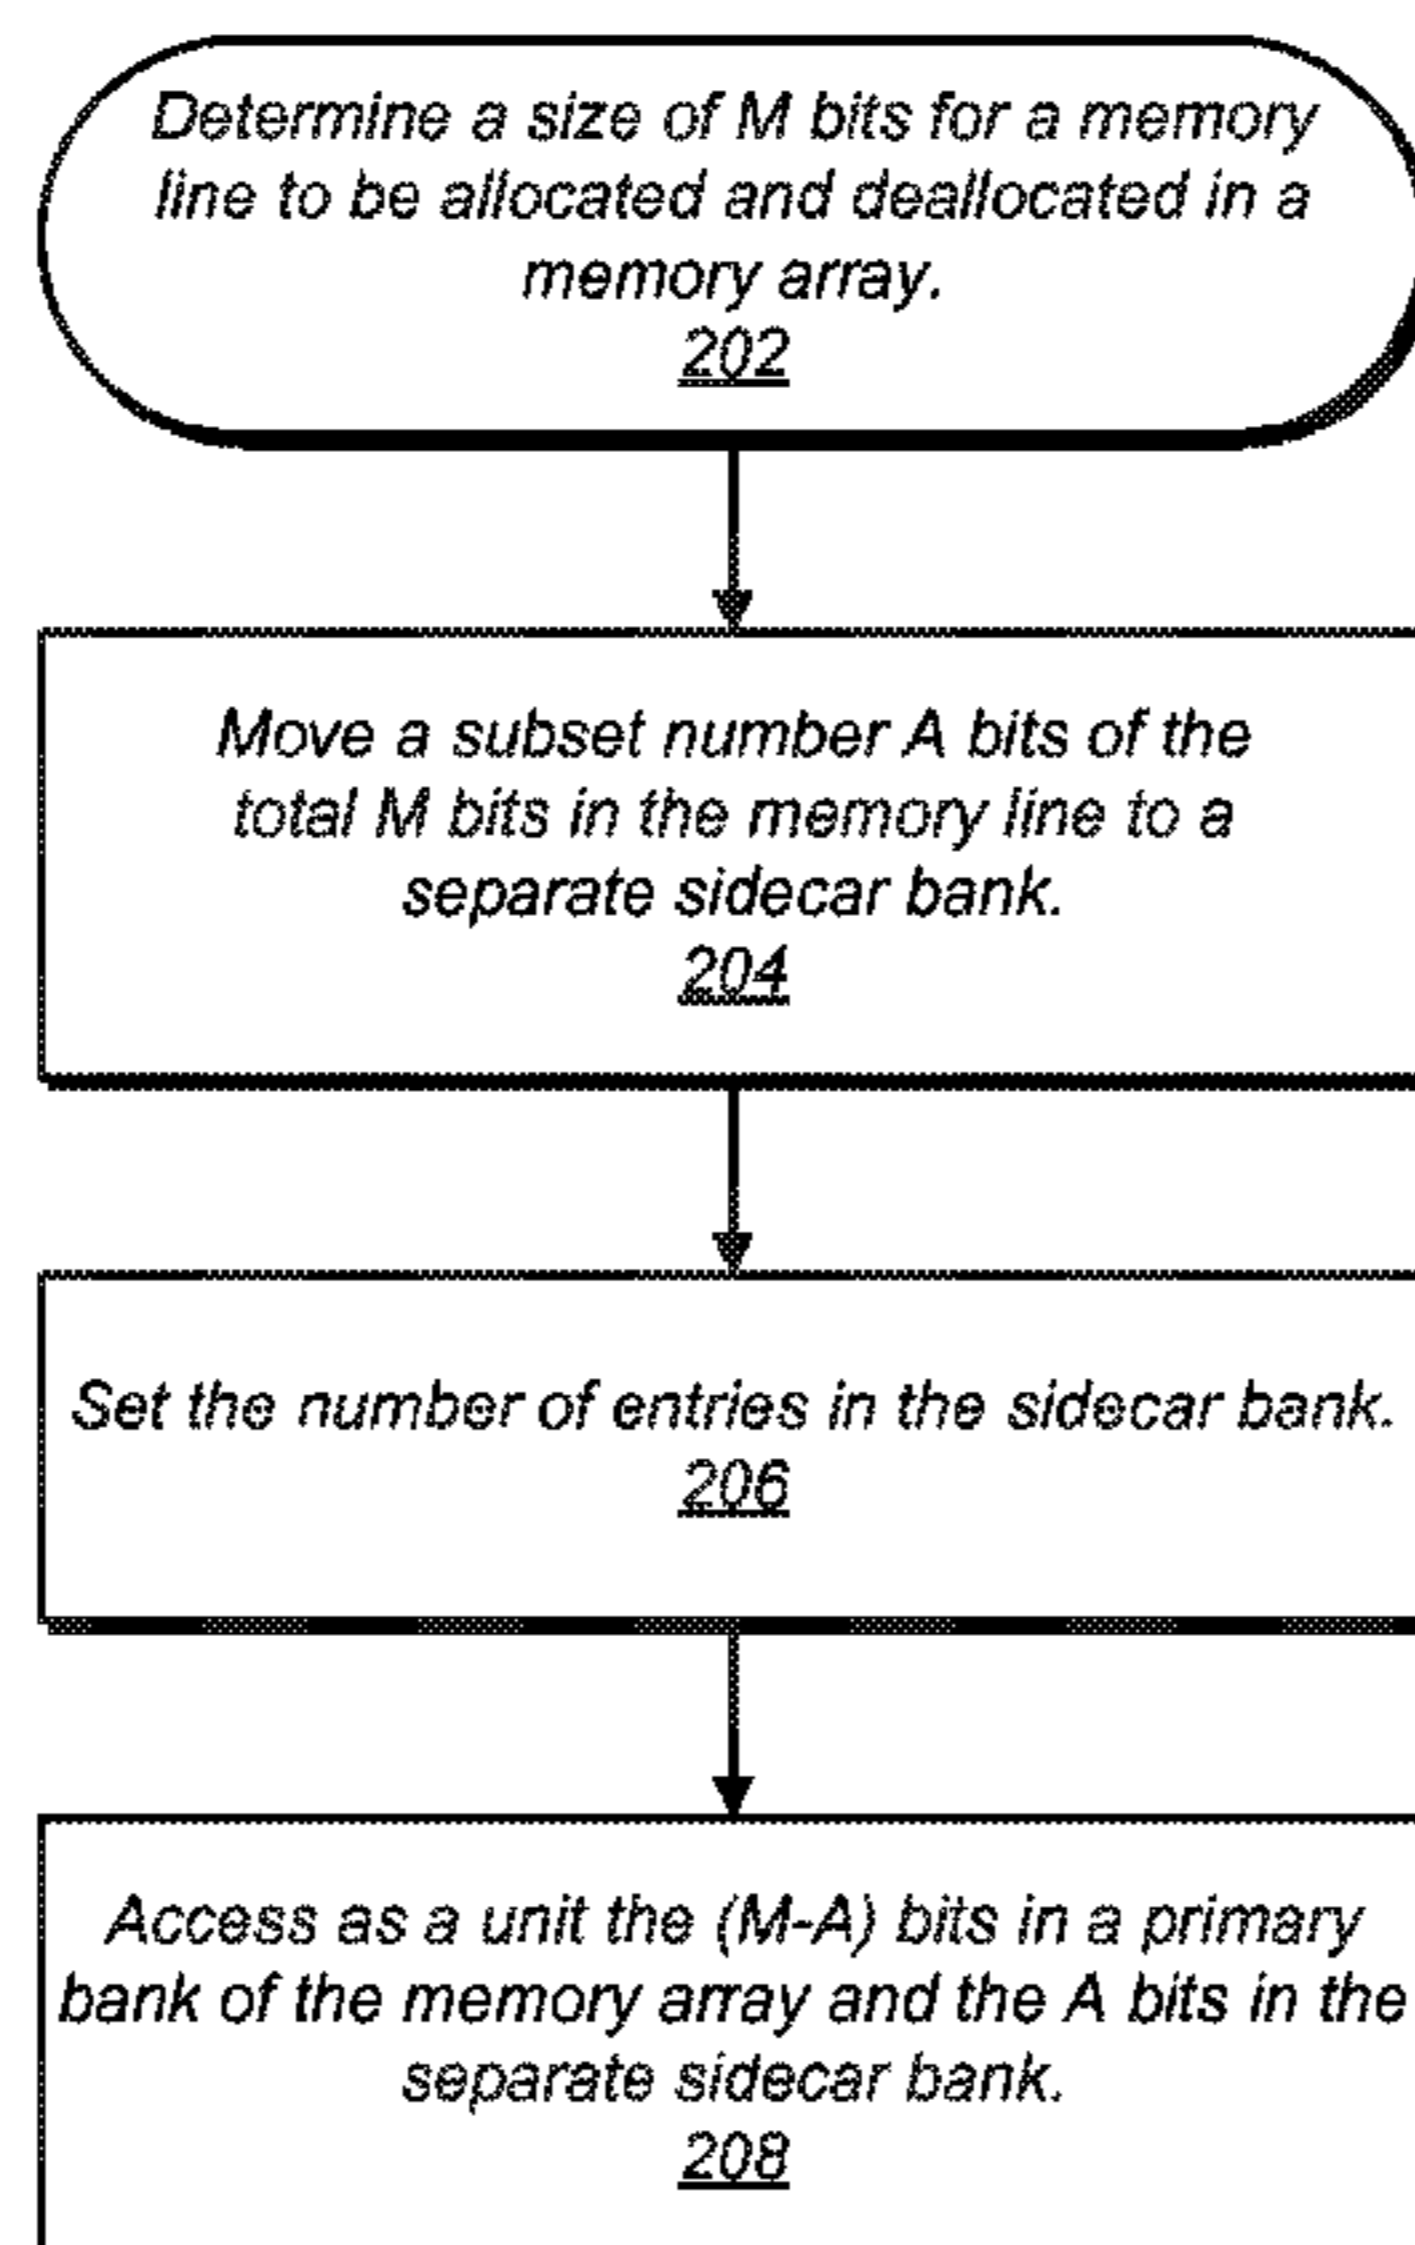 Determine a size of M bits for a memory
line to be allocated and deallocated in a
memory array.
202
Move a subset number A bits of the
total M bits in the memory line to a
separate sidecar bank.
204
Set the number of entries in the sidecar bank.
206
Access as a unit the (M-A) bits in a primary
bank of the memory array and the A bits in the
separate sidecar bank.
208